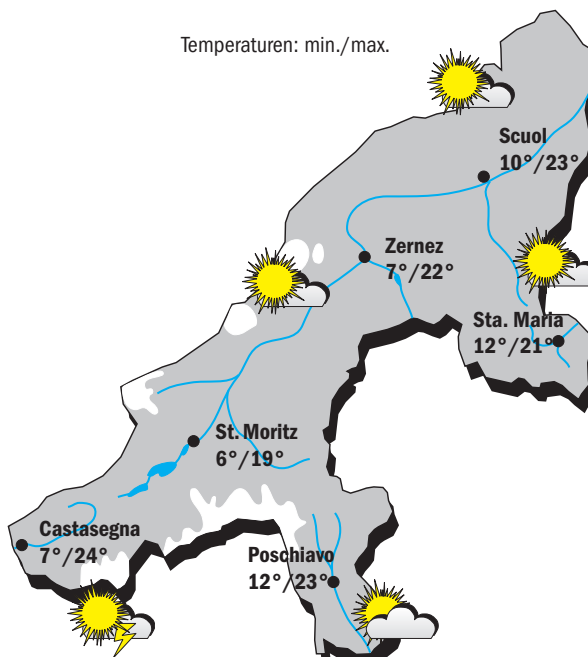 Temperaturen: min./max.
Scuol
10°/23°
Zernez
7°/22°
Sta. Maria
12°/21°
St. Moritz
6°/19°
Castasegna
7°/24°
Poschiavo
12°/23°